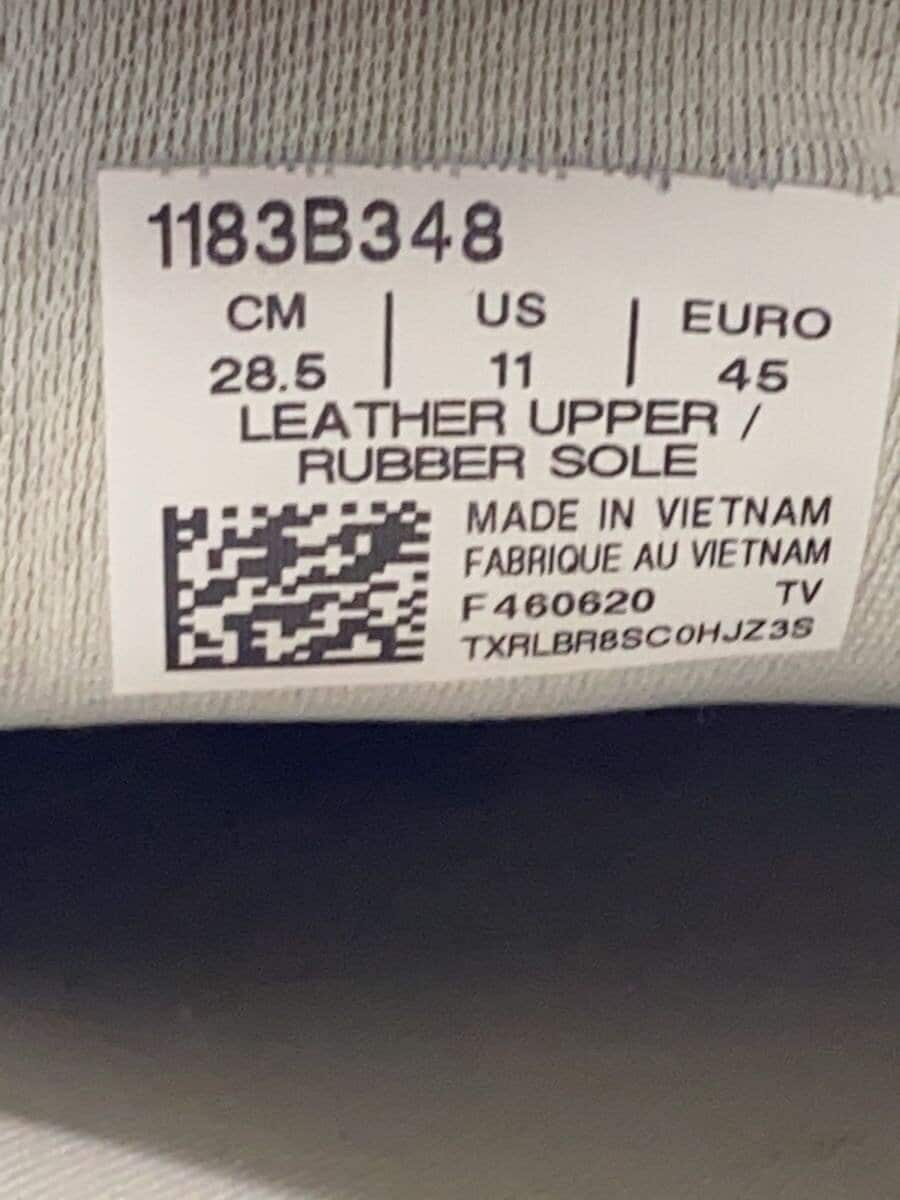 1183B348
CM | US | EURO
28.5 | 11 | 45
LEATHER UPPER /
RUBBER SOLE
MADE IN VIETNAM
FABRIQUE AU VIETNAM
F460620 TV
TXRLBR8SC0HJZ3S